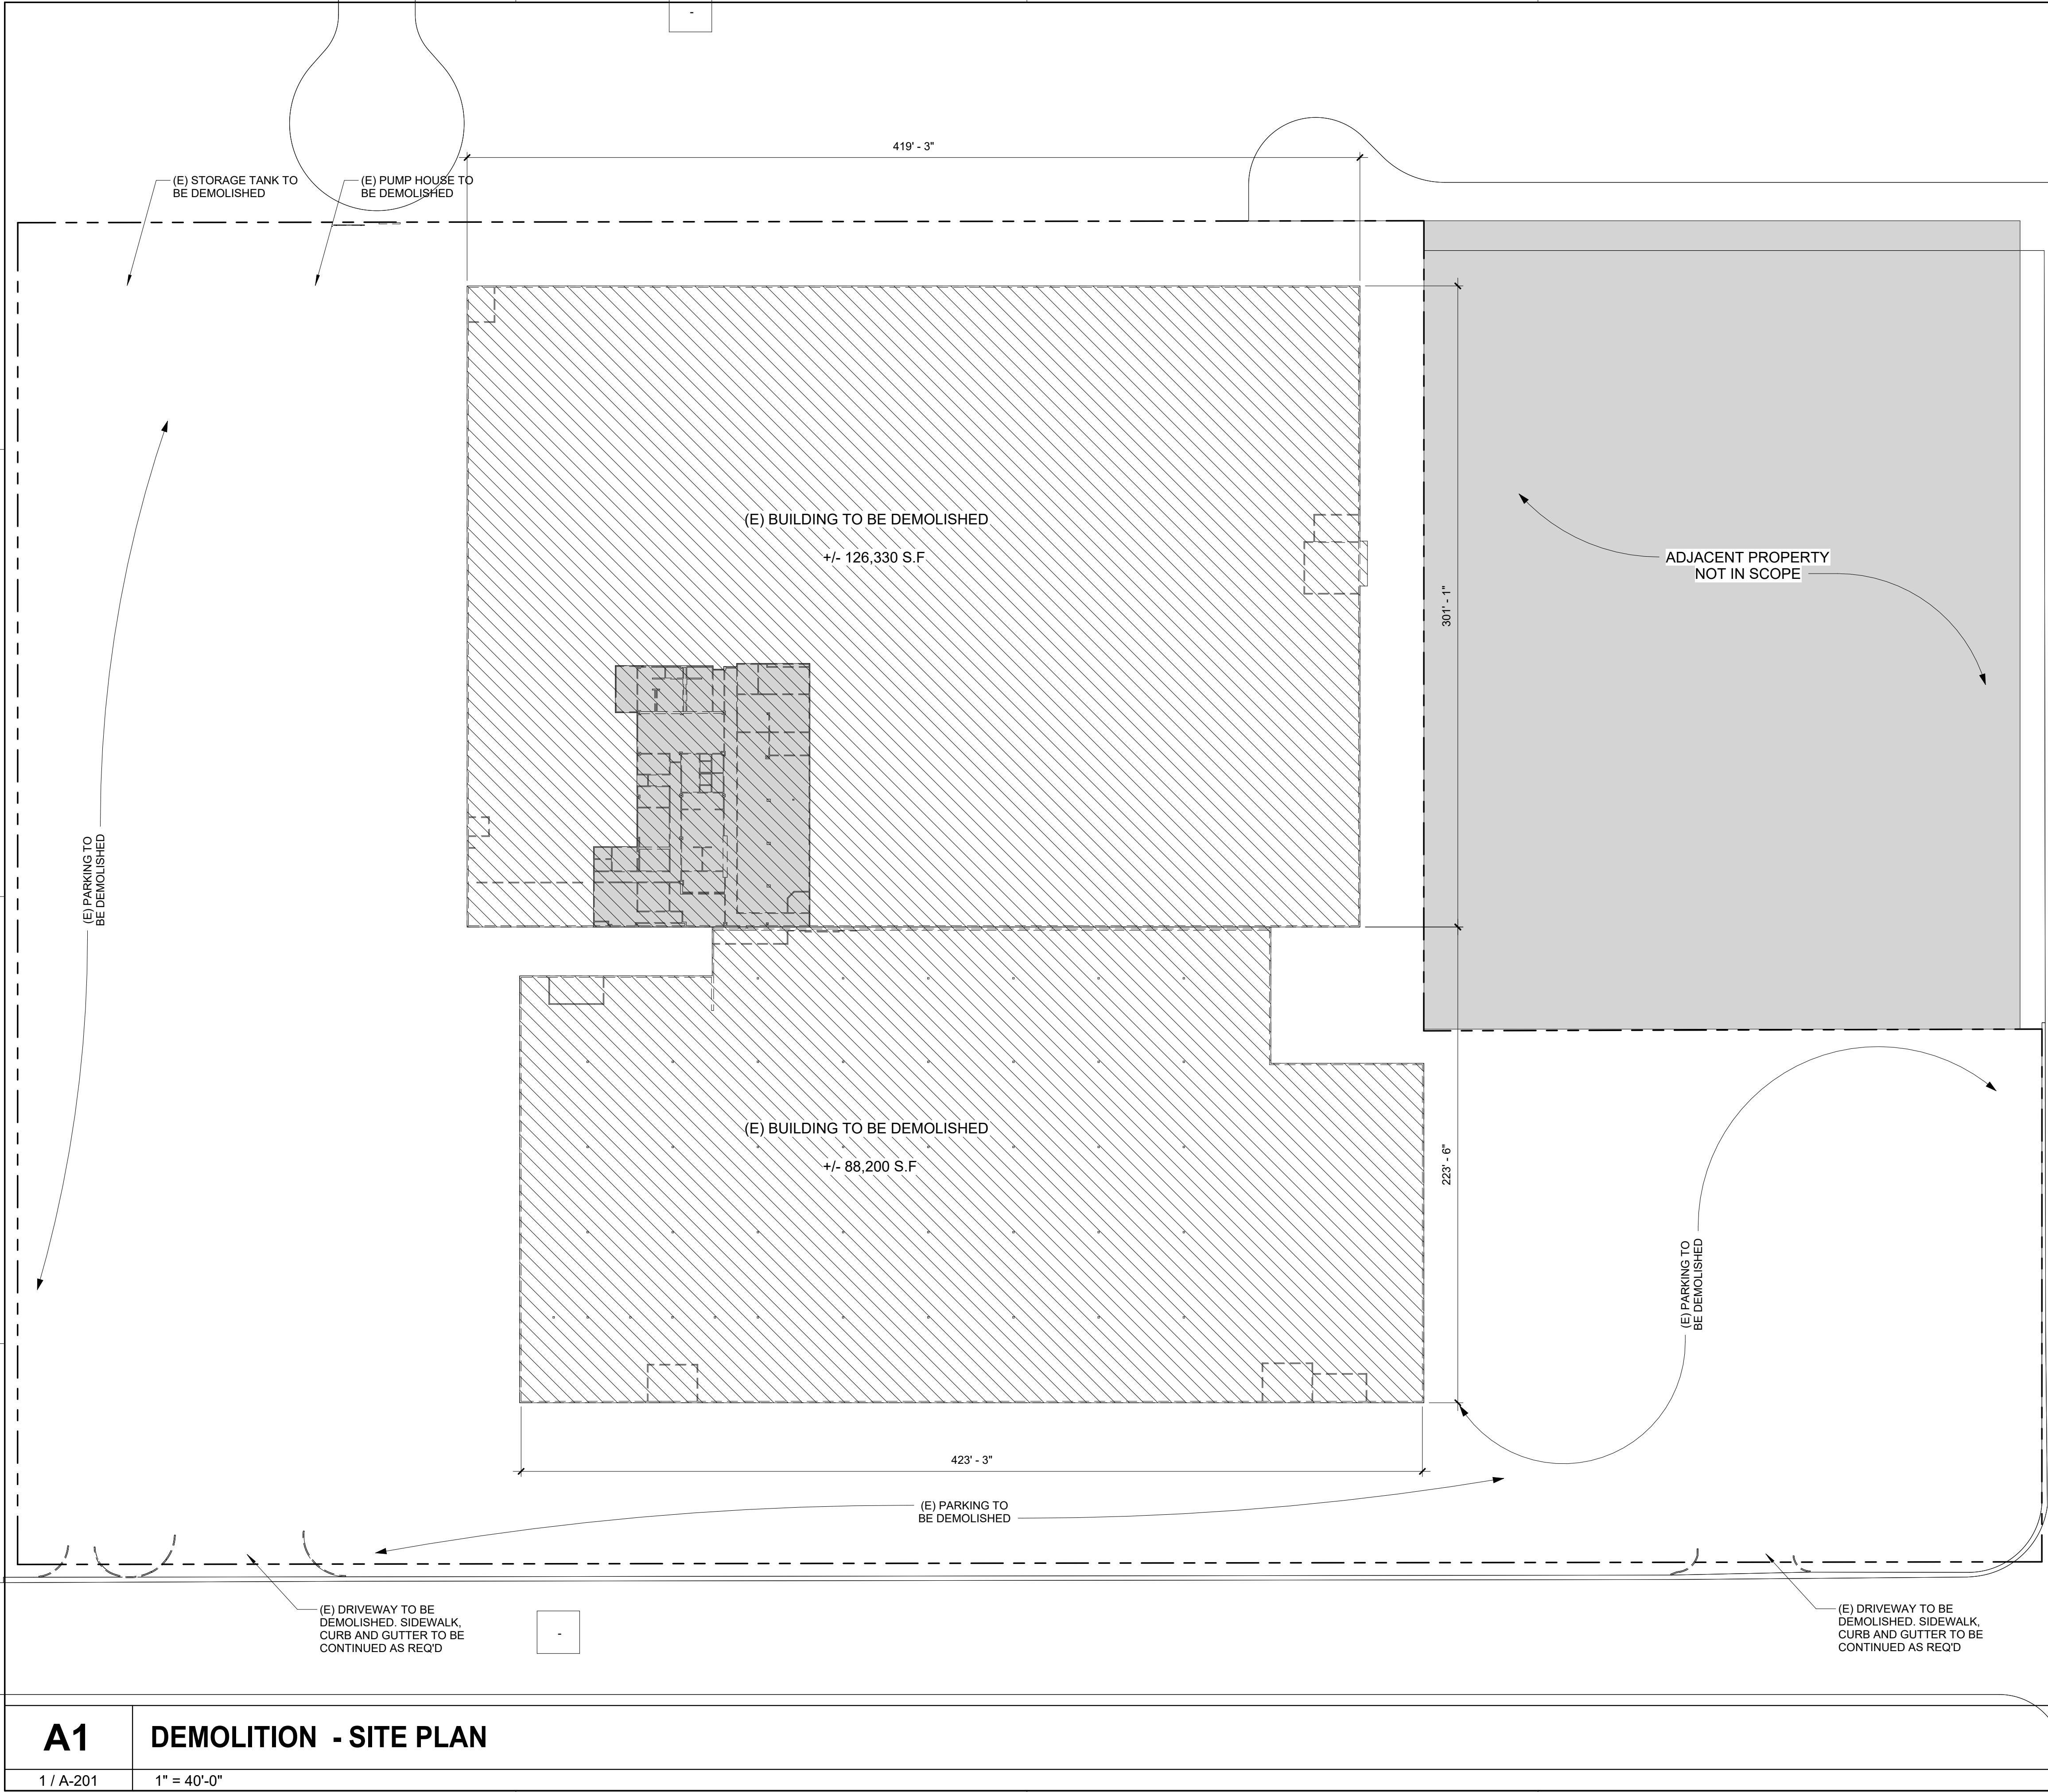 -
419' - 3"
(E) STORAGE TANK TO
BE DEMOLISHED
(E) PUMP HOUSE TO
BE DEMOLISHED
(E) BUILDING TO BE DEMOLISHED
+/- 126,330 S.F
ADJACENT PROPERTY
NOT IN SCOPE
301' - 1"
(E) PARKING TO
BE DEMOLISHED
(E) BUILDING TO BE DEMOLISHED
+/- 88,200 S.F
223' - 6"
(E) PARKING TO
BE DEMOLISHED
423' - 3"
(E) PARKING TO
BE DEMOLISHED
(E) DRIVEWAY TO BE
DEMOLISHED. SIDEWALK,
CURB AND GUTTER TO BE
CONTINUED AS REQ'D
-
(E) DRIVEWAY TO BE
DEMOLISHED. SIDEWALK,
CURB AND GUTTER TO BE
CONTINUED AS REQ'D
A1
DEMOLITION - SITE PLAN
1 / A-201
1" = 40'-0"